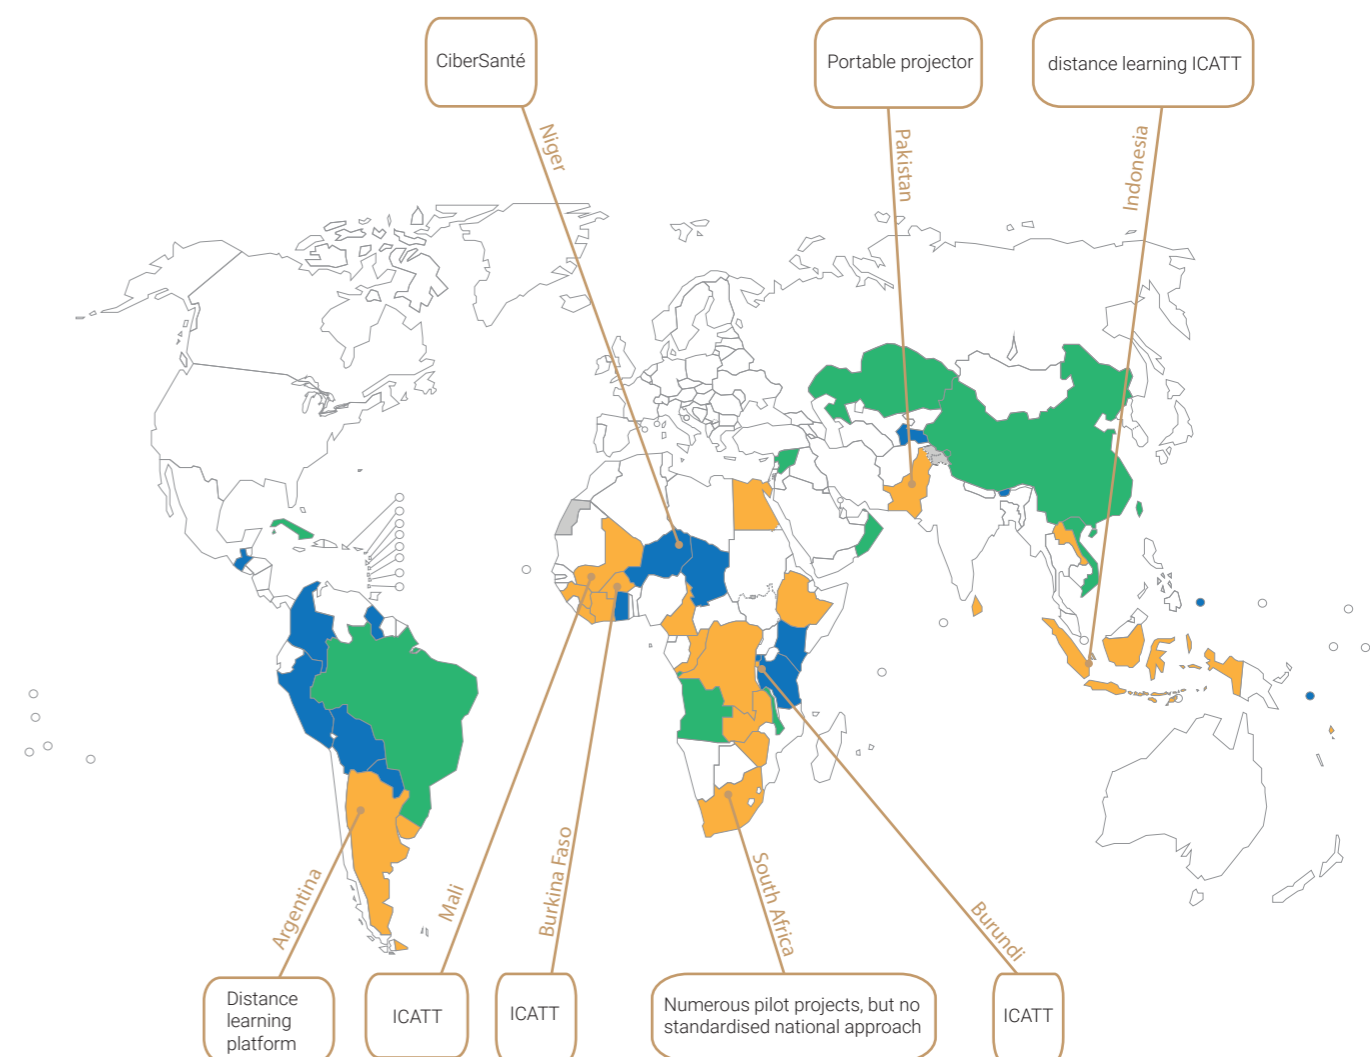 CiberSanté
Portable projector
distance learning ICATT
Niger
Pakistan
Indonesia
Argentina
Mali
Burkina Faso
South Africa
Burundi
Distance
learning
platform
ICATT
ICATT
Numerous pilot projects, but no
standardised national approach
ICATT